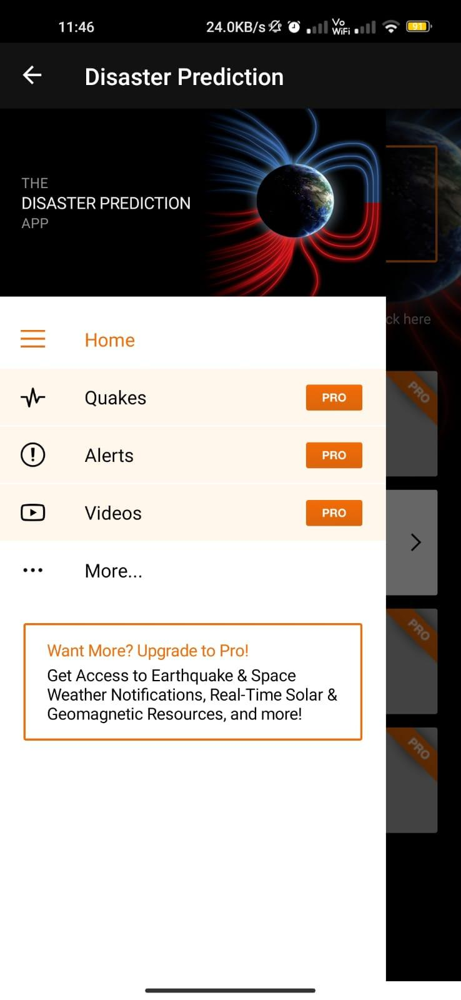 11:46
24.0KB/s
Vo
WiFi
91
Disaster Prediction
THE
DISASTER PREDICTION
APP
ck here
Home
PRO
Quakes
PRO
Alerts
PRO
Videos
PRO
More...
PRO
Want More? Upgrade to Pro!
Get Access to Earthquake & Space
Weather Notifications, Real-Time Solar &
Geomagnetic Resources, and more!
PRO